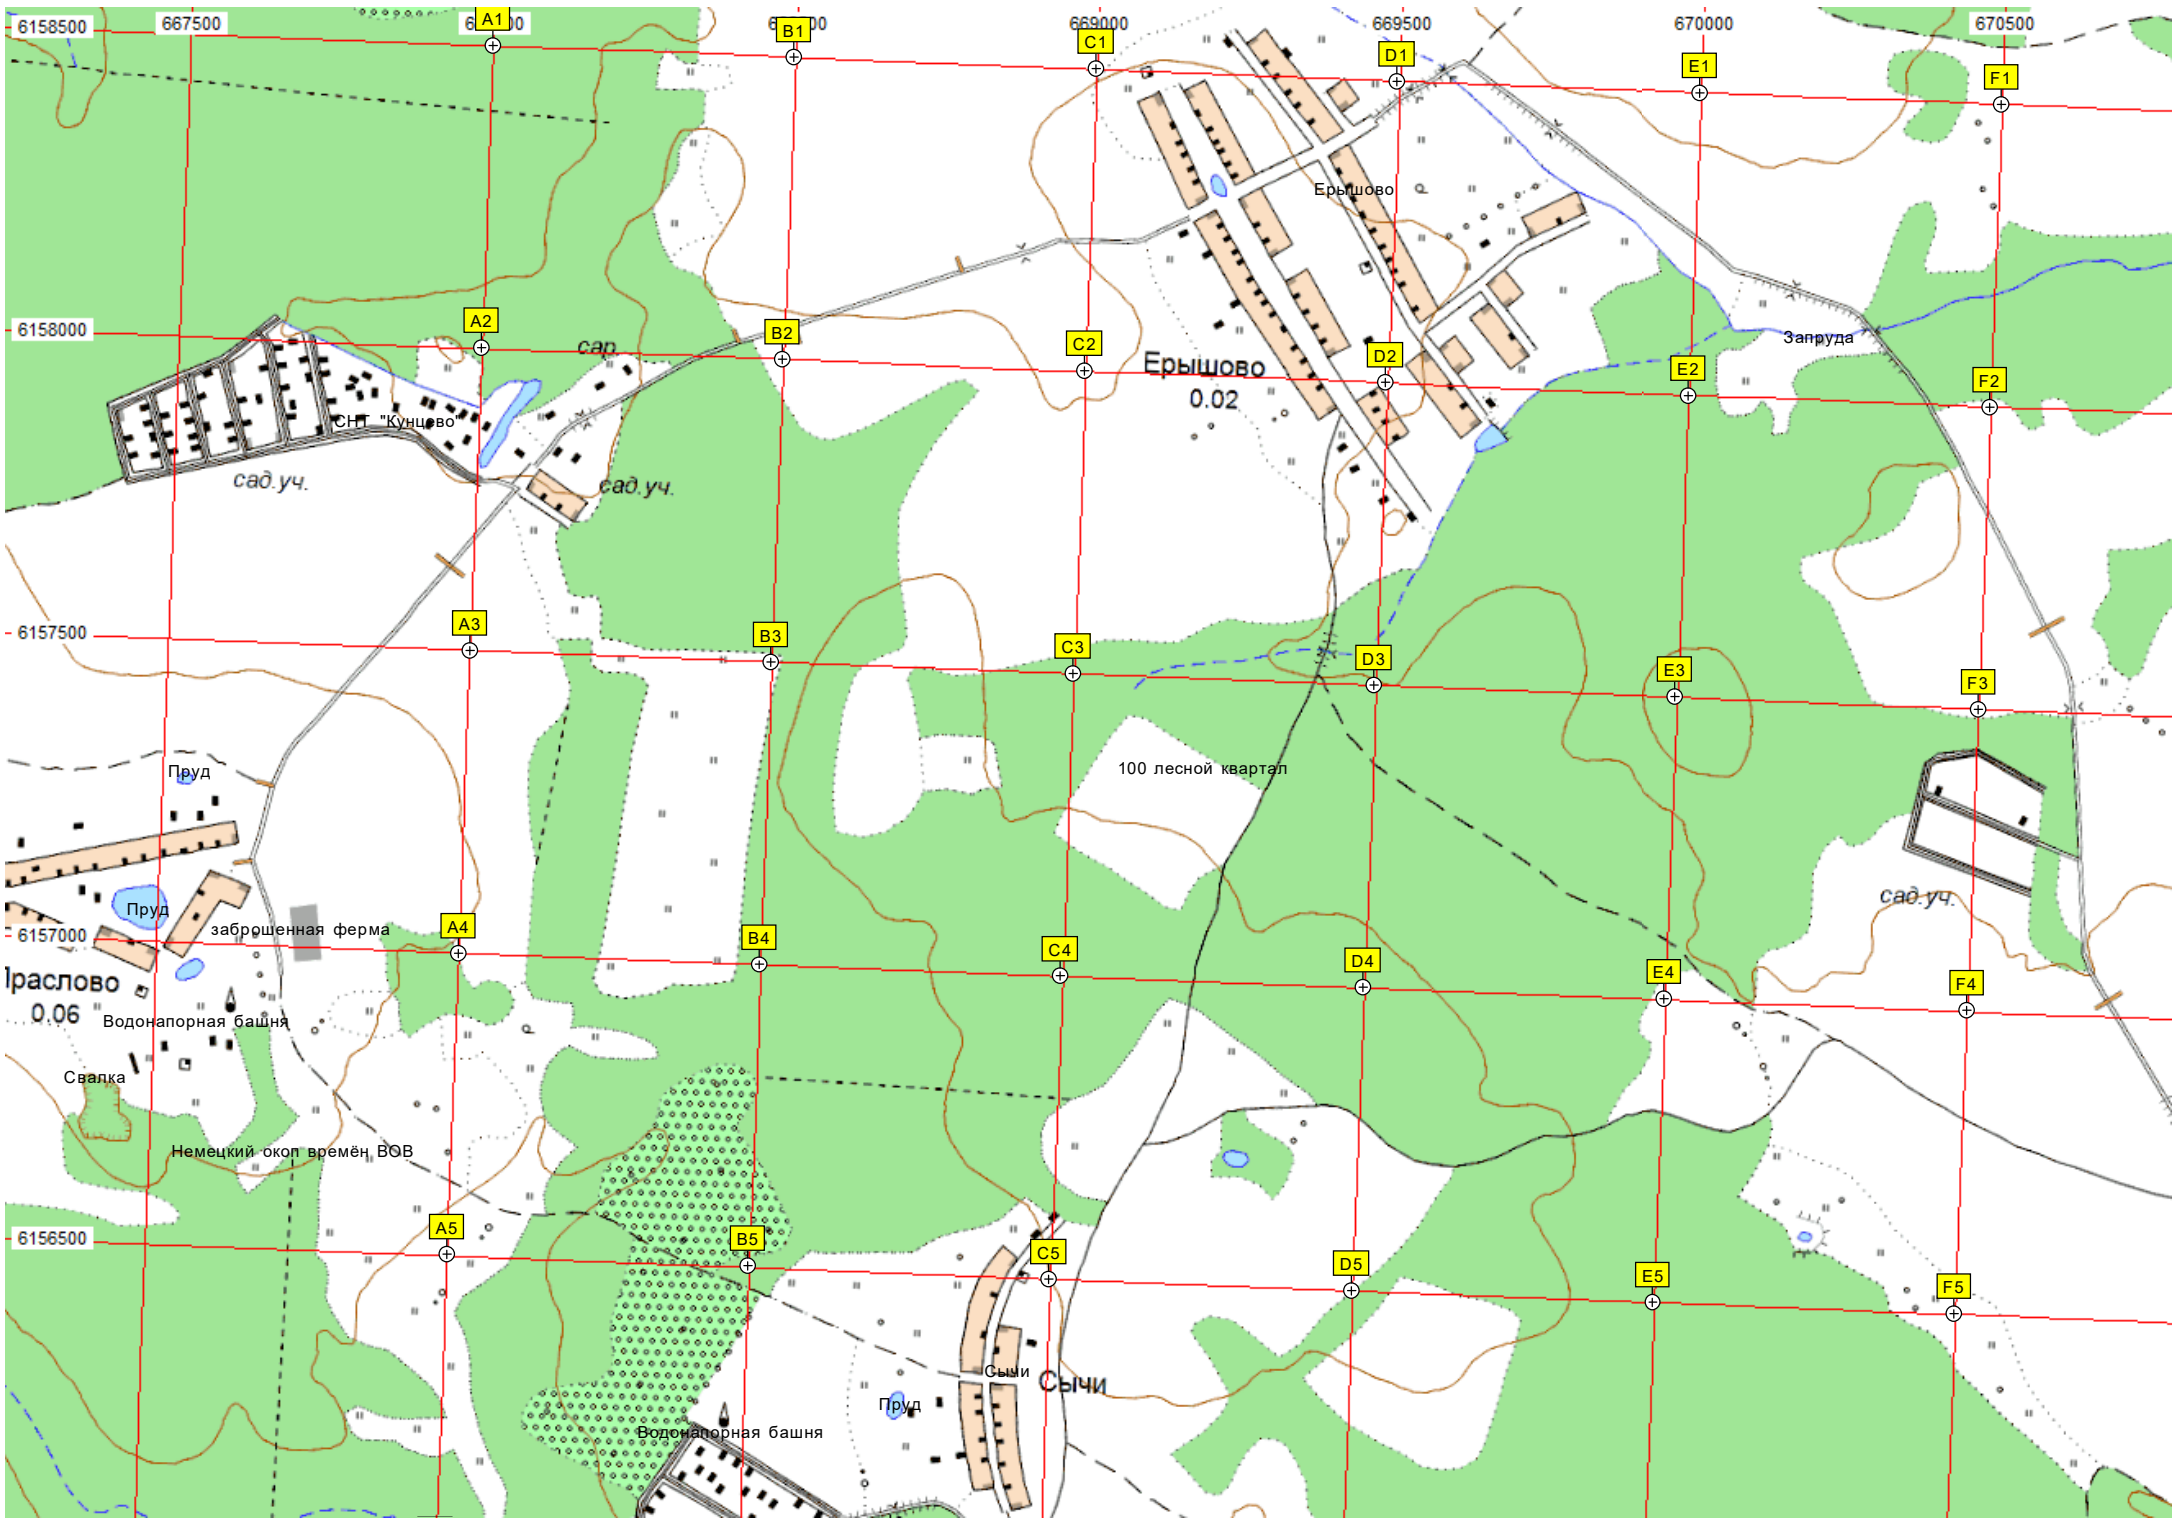 6158500
667500
A1
B1
C1
669000
D1
669500
E1
670000
F1
670500
Ерышово
6158000
A2
B2
C2
D2
E2
F2
сар.
Запруда
Ерышово
0.02
СНТ "Кунцево"
сад.уч.
сад.уч.
6157500
A3
B3
C3
D3
E3
F3
Пруд
100 лесной квартал
сад.уч.
Пруд
заброшенная ферма
6157000
A4
B4
C4
D4
E4
F4
Ираслово
0.06
Водонапорная башня
Свалка
Немецкий окоп времён ВОВ
6156500
A5
B5
C5
D5
E5
F5
Сычи
Сычи
Пруд
Водонапорная башня